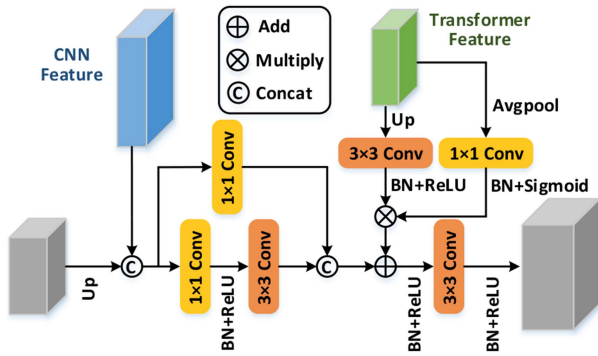 CNN
Feature
Add
Multiply
C Concat
Transformer
Feature
Up
Avgpool
3×3 Conv
1×1 Conv
BN+ReLU
BN+Sigmoid
1×1 Conv
Up
C
1×1 Conv
BN+ReLU
3×3 Conv
C
BN+ReLU
3×3 Conv
BN+ReLU